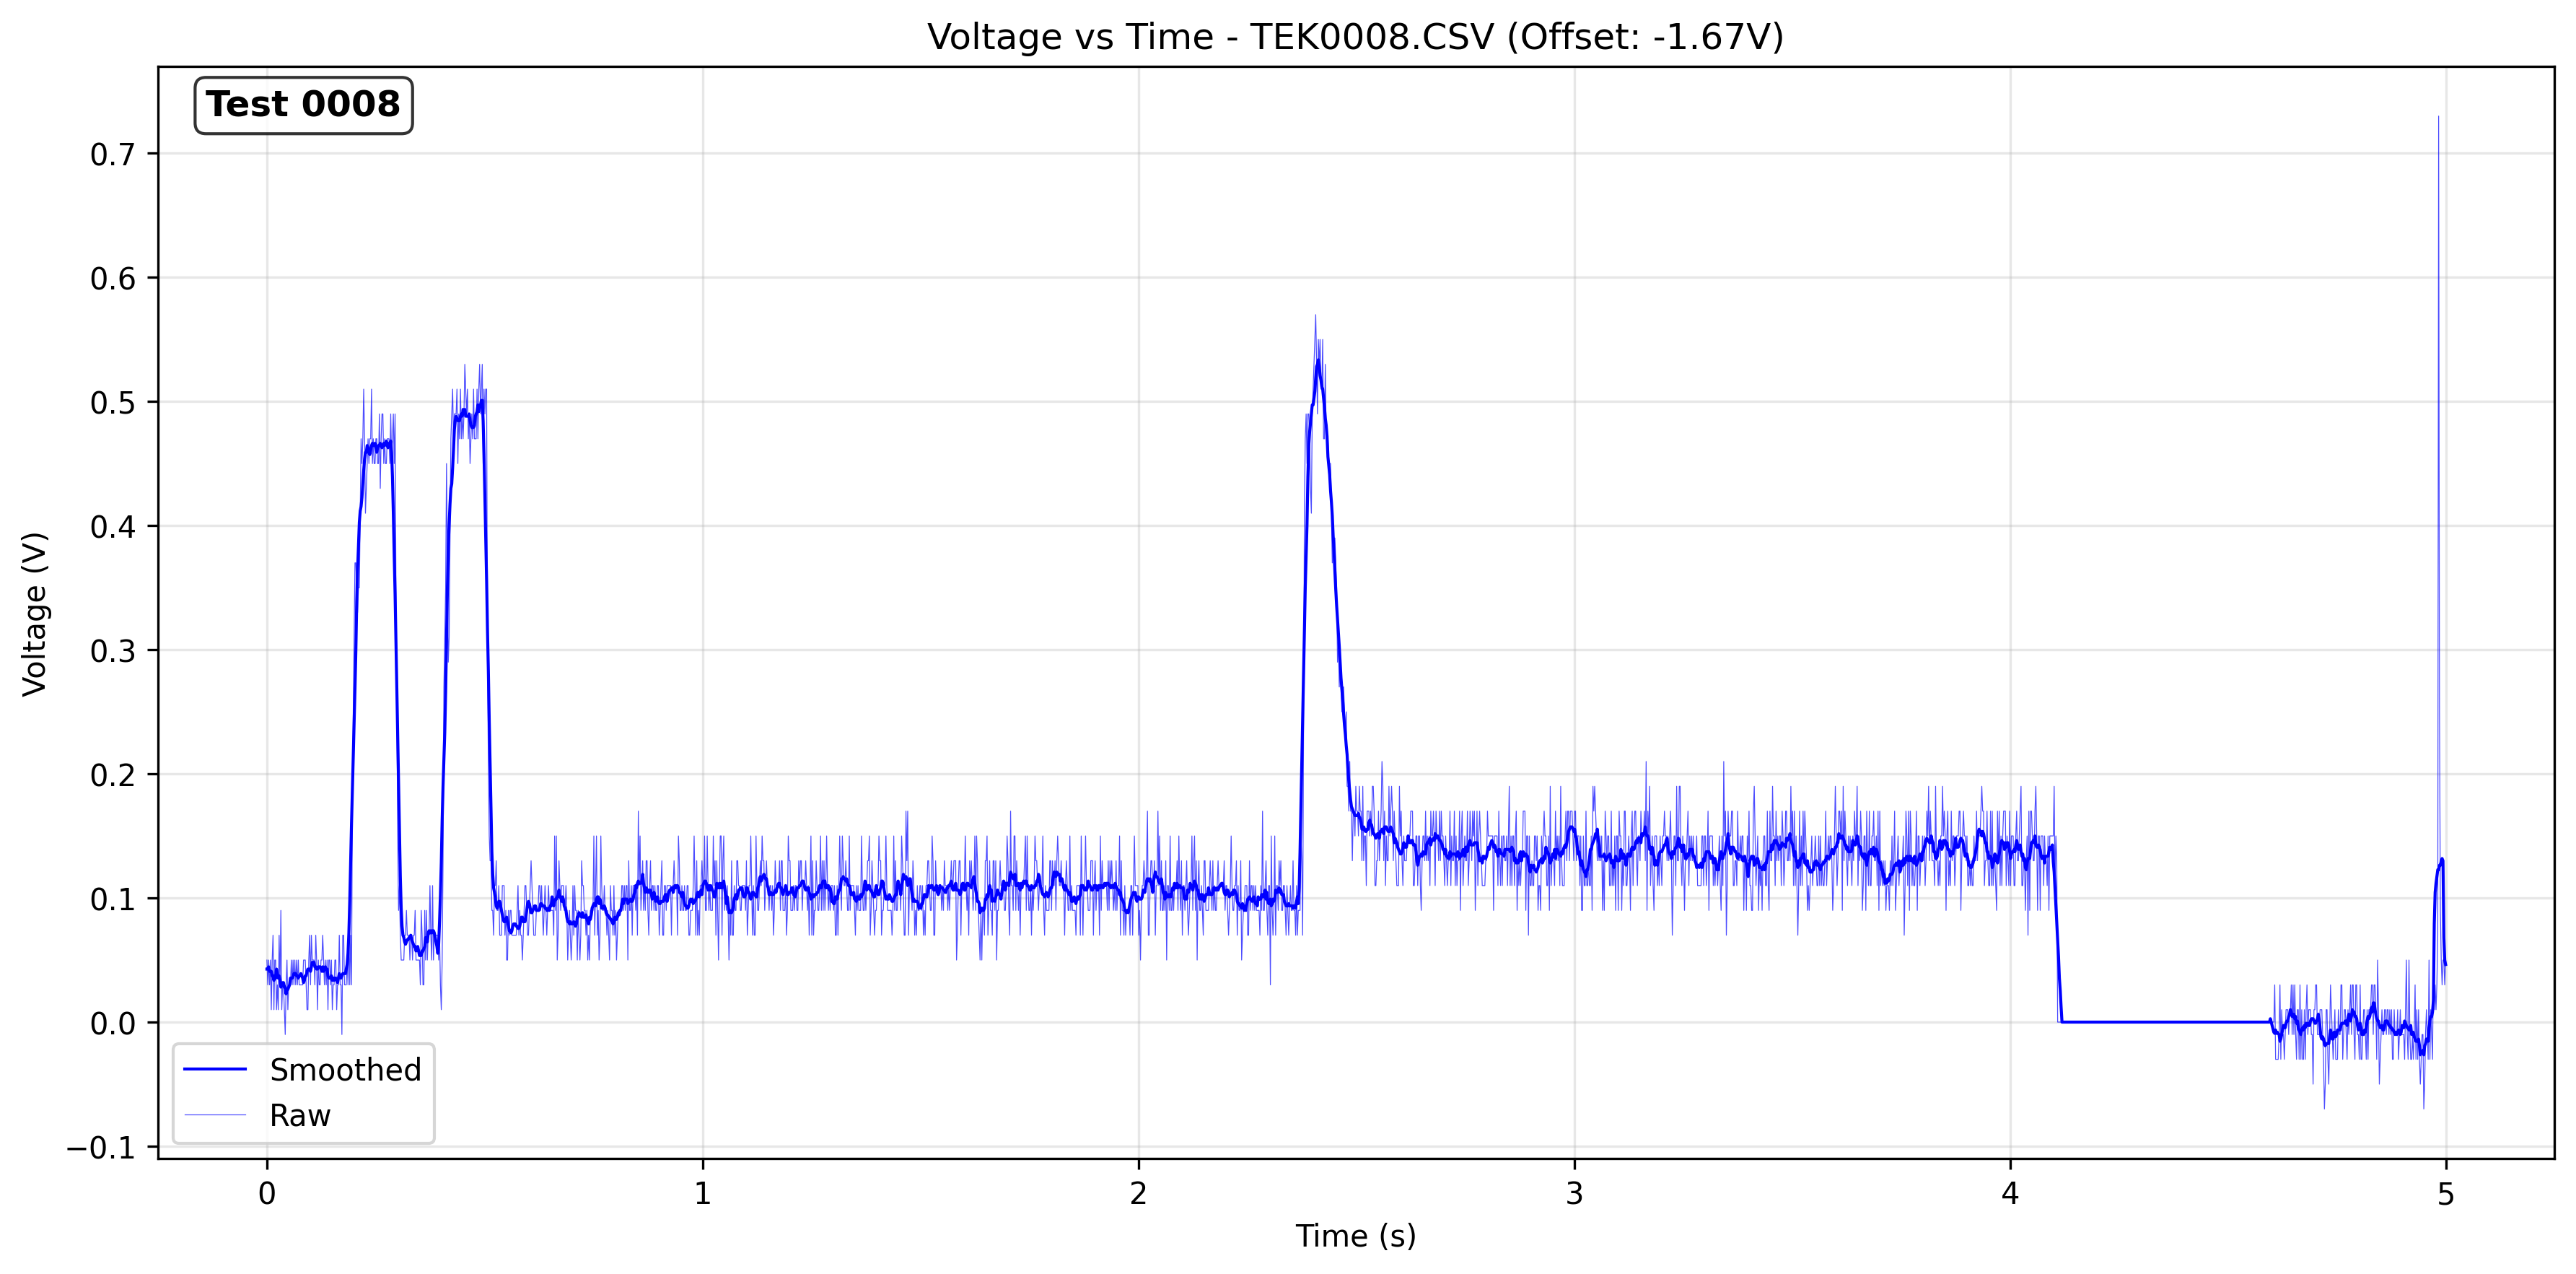 Voltage vs Time - TEK0008.CSV (Offset: -1.67V)
Test 0008
Voltage (V)
0.7
0.6
0.5
0.4
0.3
0.2
0.1
0.0
−0.1
Smoothed
Raw
0 1 2 3 4 5
Time (s)